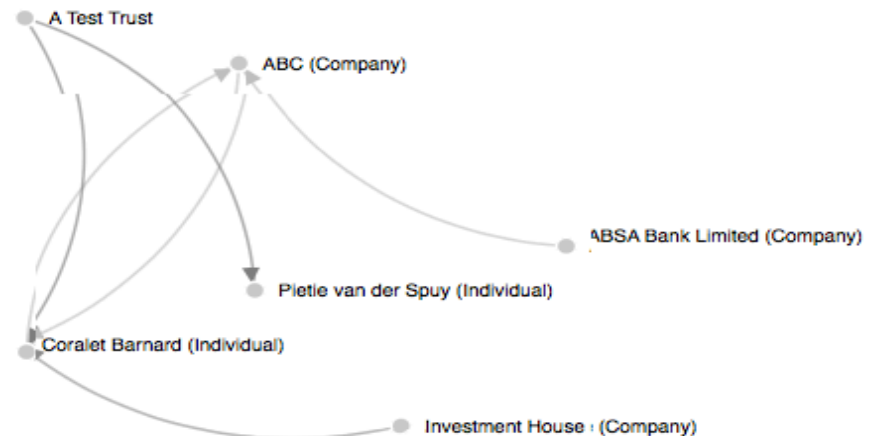 A Test Trust
ABC (Company)
ABSA Bank Limited (Company)
Pietie van der Spuy (Individual)
Coralet Barnard (Individual)
Investment House (Company)